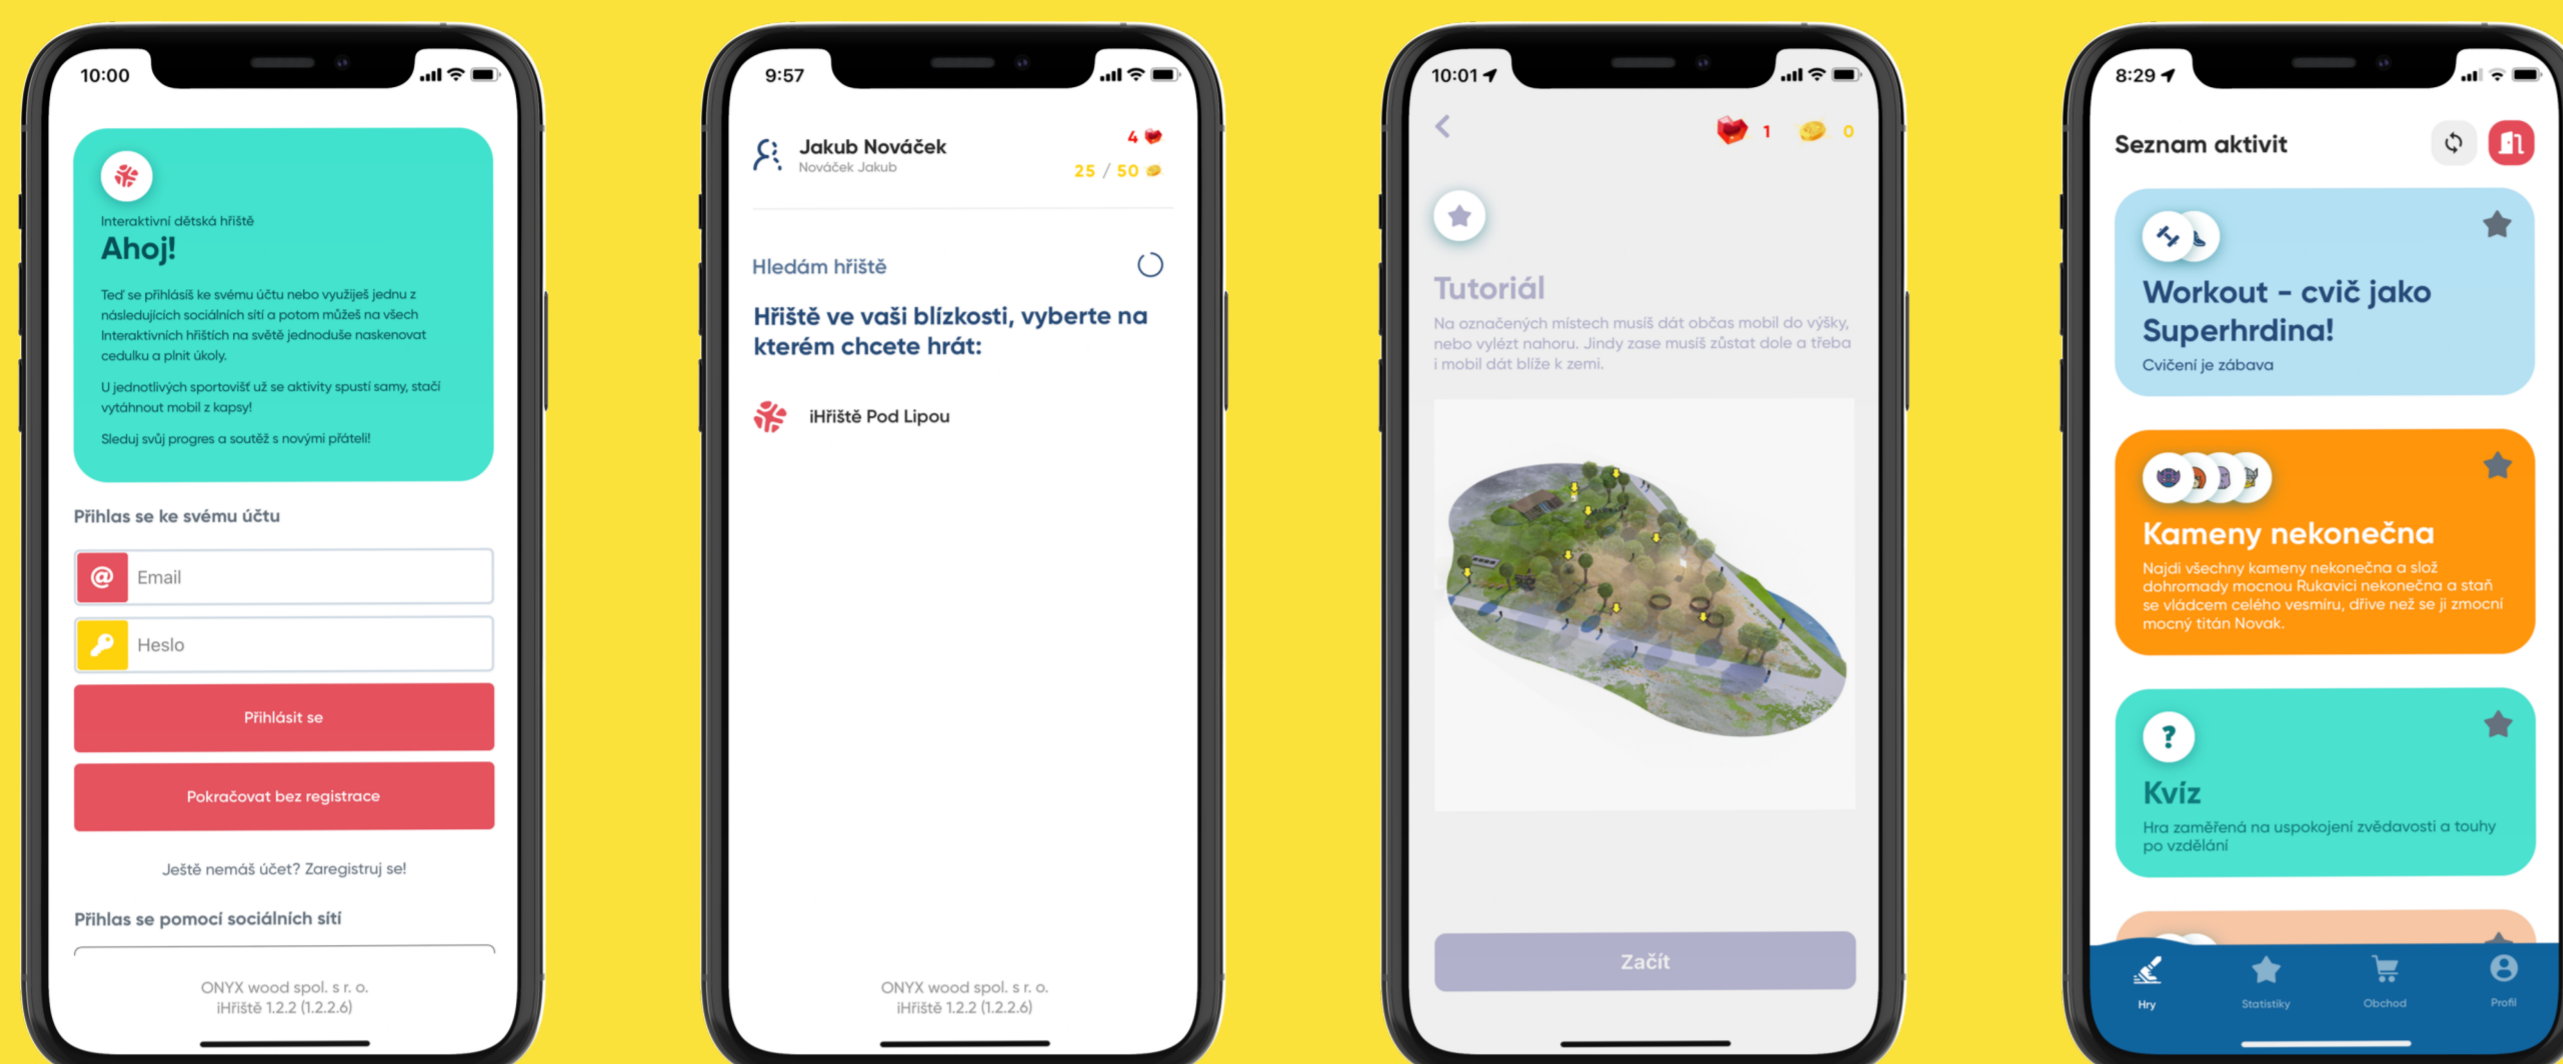 10:00
Interaktivní dětská hřiště
Ahoj!
Teď se přihlásíš ke svému účtu nebo využiješ jednu z
následujících sociálních sítí a potom můžeš na všech
Interaktivních hřištích na světě jednoduše naskenovat
cedulku a plnit úkoly.
U jednotlivých sportovišť už se aktivity spustí samy, stačí
vytáhnout mobil z kapsy!
Sleduj svůj progres a soutěž s novými přáteli!
Přihlas se ke svému účtu
@ Email
Heslo
Přihlásit se
Pokračovat bez registrace
Ještě nemáš účet? Zaregistruj se!
Přihlas se pomocí sociálních sítí
ONYX wood spol. s r. o.
iHřiště 1.2.2 (1.2.2.6)
9:57
Jakub Nováček
Nováček Jakub
4
25 / 50
Hledám hřiště
Hřiště ve vaši blízkosti, vyberte na
kterém chcete hrát:
iHřiště Pod Lipou
ONYX wood spol. s r. o.
iHřiště 1.2.2 (1.2.2.6)
10:01
1 0
Tutoriál
Na označených místech musíš dát občas mobil do výšky,
nebo vylézt nahoru. Jindy zase musíš zůstat dole a třeba
i mobil dát blíže k zemi.
Začít
8:29
Seznam aktivit
Workout - cvič jako
Superhrdina!
Cvičení je zábava
Kameny nekonečna
Najdi všechny kameny nekonečna a slož
dohromady mocnou Rukavici nekonečna a staň
se vládcem celého vesmíru, dříve než se jí zmocní
mocný titán Novak.
?
Kvíz
Hra zaměřená na uspokojení zvědavosti a touhy
po vzdělání
Hry
Statistiky
Obchod
Profil